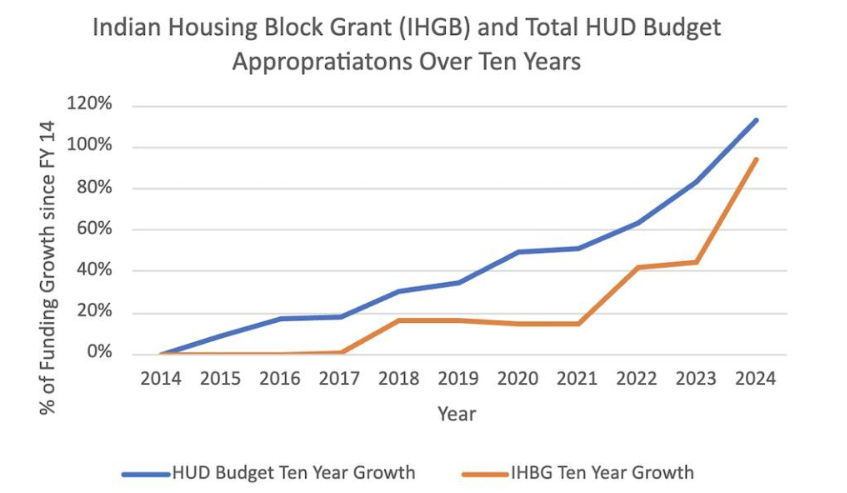 Indian Housing Block Grant (IHGB) and Total HUD Budget
Appropratiatons Over Ten Years
% of Funding Growth since FY 14
120%
100%
80%
60%
40%
20%
0%
2014 2015 2016 2017 2018 2019 2020 2021 2022 2023 2024
Year
HUD Budget Ten Year Growth IHBG Ten Year Growth